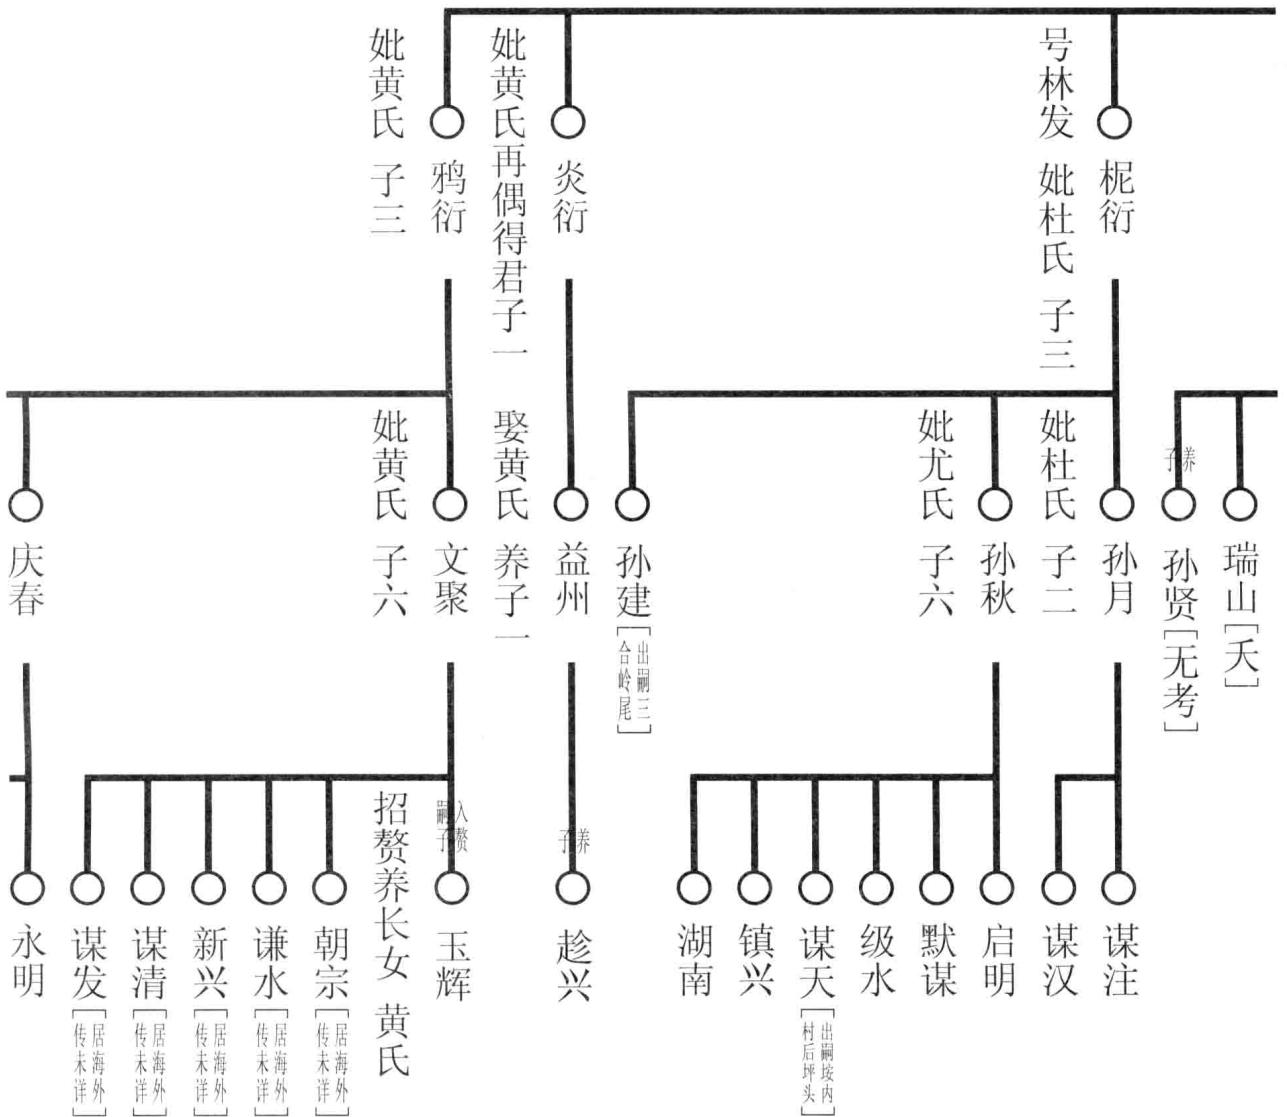 柅衍
号林发 妣杜氏 子三
炎衍
妣黄氏再偶得君子一
鸦衍
妣黄氏 子三
瑞山[夭]
养子
孙贤[无考]
孙月
妣杜氏 子二
孙秋
妣尤氏 子六
孙建[出嗣三合岭尾]
益州
娶黄氏 养子一
文聚
妣黄氏 子六
庆春
谋注
谋汉
启明
默谋
级水
谋天[出嗣垵内村后坪头]
镇兴
湖南
养子
趁兴
入赘嗣子
玉辉
招赘养长女 黄氏
朝宗[居海外传未详]
谦水[居海外传未详]
新兴[居海外传未详]
谋清[居海外传未详]
谋发[居海外传未详]
永明